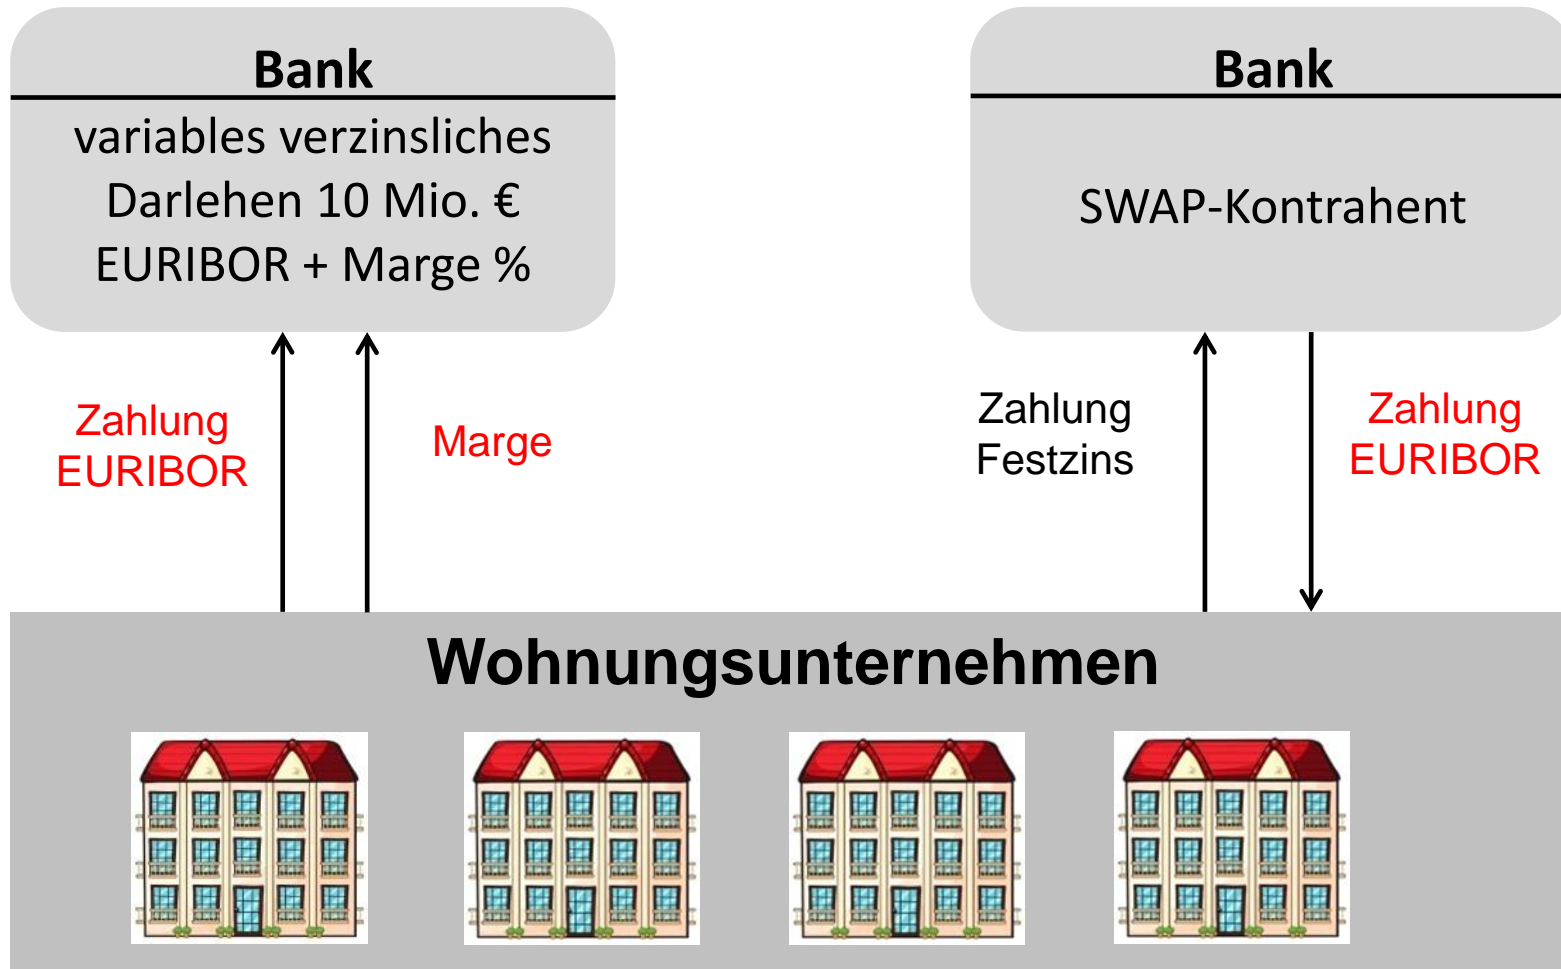 Bank
variables verzinsliches
Darlehen 10 Mio. €
EURIBOR + Marge %
Bank
SWAP-Kontrahent
Zahlung
EURIBOR
Marge
Zahlung
Festzins
Zahlung
EURIBOR
Wohnungsunternehmen